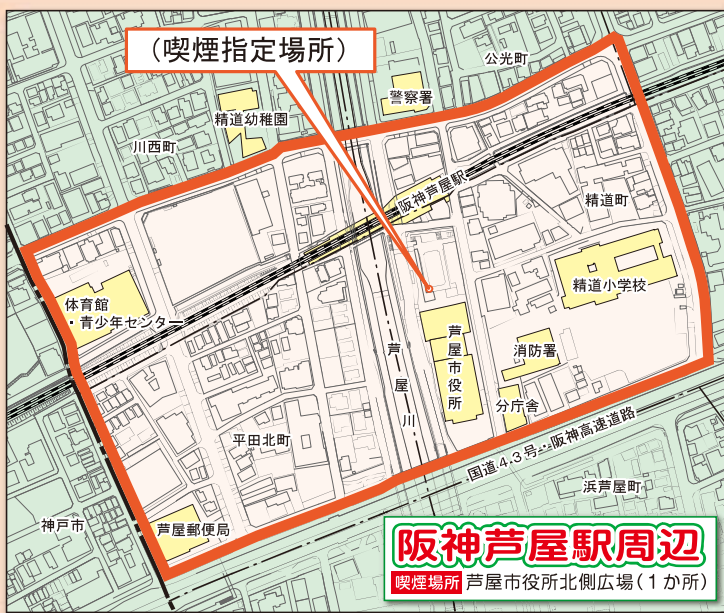 (喫煙指定場所)
公光町
警察署
精道幼稚園
川西町
阪神芦屋駅
精道町
精道小学校
体育館
・青少年センター
芦屋川
芦屋市役所
消防署
分庁舎
平田北町
国道43号・阪神高速道路
浜芦屋町
神戸市
芦屋郵便局
阪神芦屋駅周辺
喫煙場所 芦屋市役所北側広場(1か所)